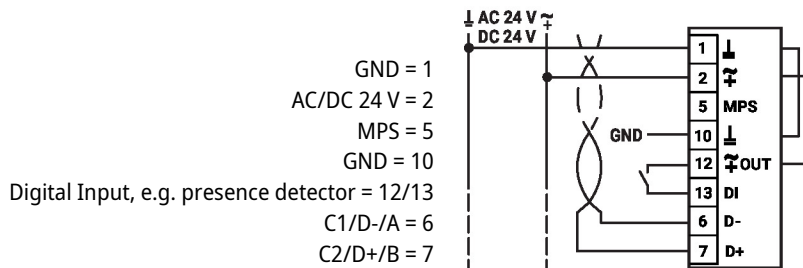 ⊥ AC 24 V ≂
DC 24 V +
GND = 1
AC/DC 24 V = 2
MPS = 5
GND = 10
Digital Input, e.g. presence detector = 12/13
C1/D-/A = 6
C2/D+/B = 7
1 ⊥
2 ≂+
5 MPS
GND 10 ⊥
12 ≂+ OUT
13 DI
6 D-
7 D+